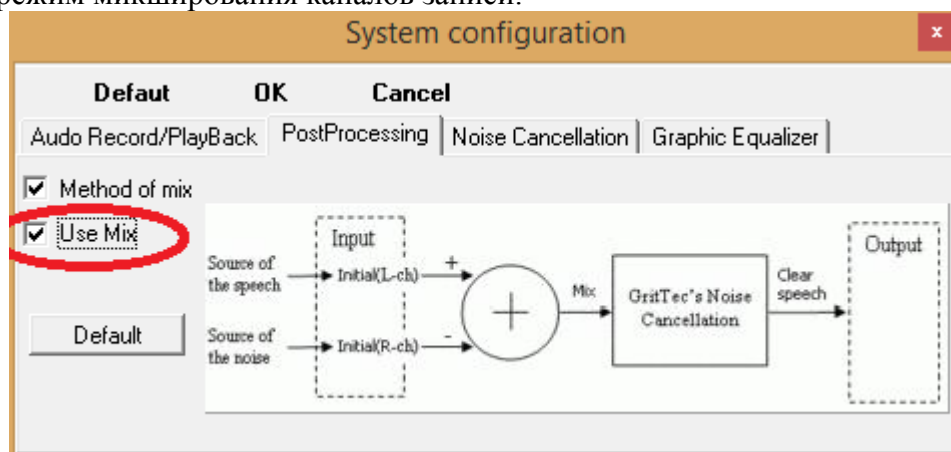 режим микширования каналов записи.
System configuration
x
Defaut OK Cancel
Audo Record/PlayBack PostProcessing Noise Cancellation Graphic Equalizer
Method of mix
Use Mix
Default
Input
Output
Source of
the speech
Initial(L-ch)
+
Source of
the noise
Initial(R-ch)
-
+
Mix
GritTec's Noise
Cancellation
Clear
speech